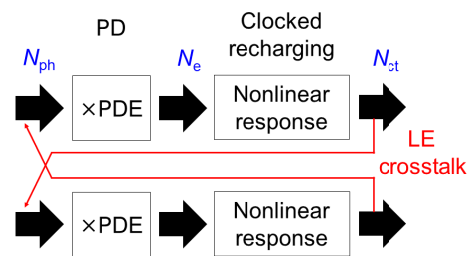 PD
Clocked
recharging
Nph
Ne
Nct
×PDE
Nonlinear
response
LE
crosstalk
×PDE
Nonlinear
response